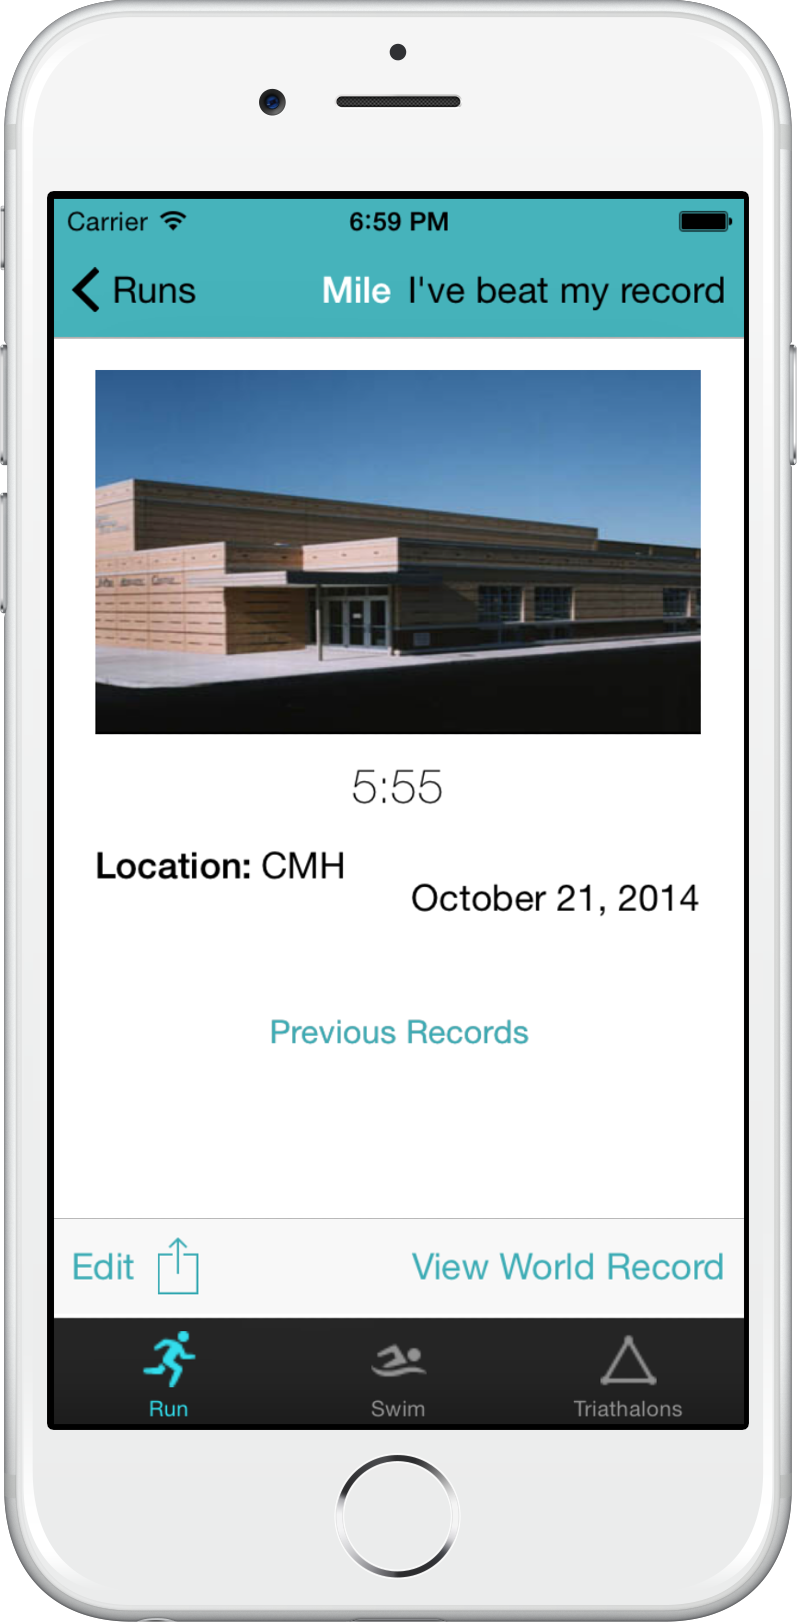 Carrier 6:59 PM
Runs Mile I've beat my record
5:55
Location: CMH
October 21, 2014
Previous Records
Edit View World Record
Run Swim Triathalons